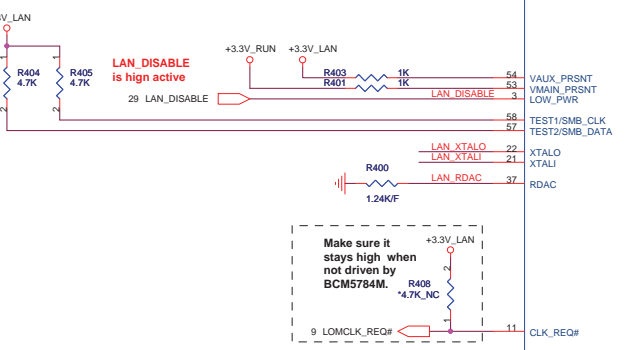 V_LAN
+3.3V_RUN
+3.3V_LAN
1
1
R404
4.7K
R405
4.7K
2
2
LAN_DISABLE
is hign active
R403
1K
54
VAUX_PRSNT
R401
1K
53
VMAIN_PRSNT
29
LAN_DISABLE
LAN_DISABLE
3
LOW_PWR
58
TEST1/SMB_CLK
57
TEST2/SMB_DATA
LAN_XTALO
22
XTALO
LAN_XTALI
21
XTALI
R400
LAN_RDAC
37
RDAC
1.24K/F
Make sure it
stays high when
not driven by
BCM5784M.
+3.3V_LAN
2
R408
*4.7K_NC
1
9
LOMCLK_REQ#
11
CLK_REQ#